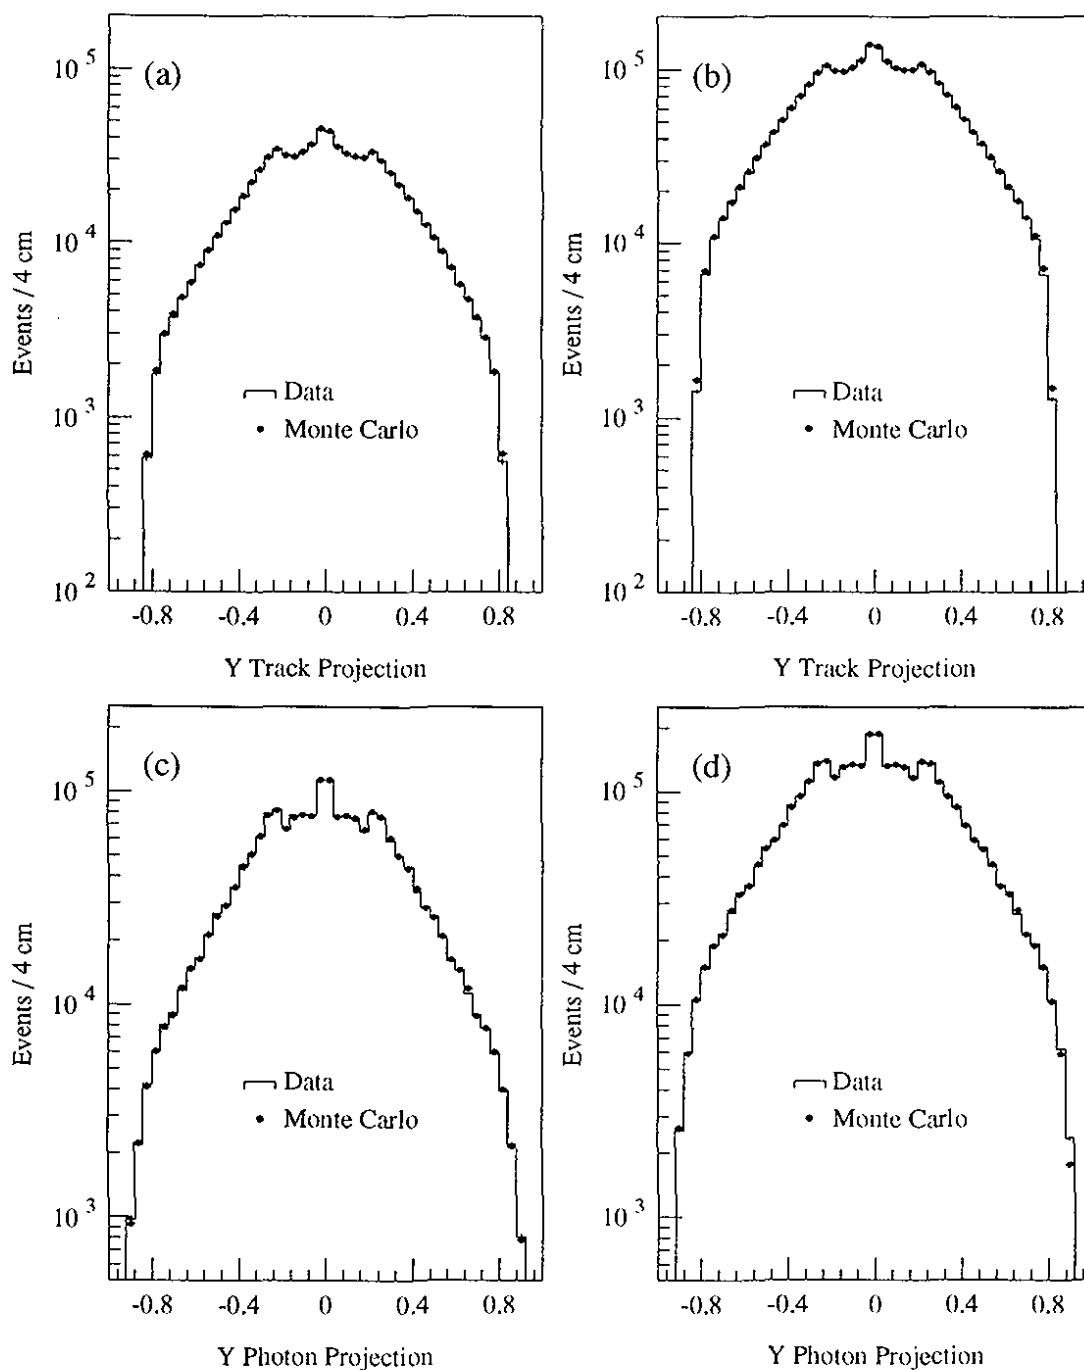 (a)
10^5
10^4
10^3
10^2
Events / 4 cm
Data
Monte Carlo
-0.8 -0.4 0 0.4 0.8
Y Track Projection
(b)
10^5
10^4
10^3
10^2
Events / 4 cm
Data
Monte Carlo
-0.8 -0.4 0 0.4 0.8
Y Track Projection
(c)
10^5
10^4
10^3
Events / 4 cm
Data
Monte Carlo
-0.8 -0.4 0 0.4 0.8
Y Photon Projection
(d)
10^5
10^4
10^3
Events / 4 cm
Data
Monte Carlo
-0.8 -0.4 0 0.4 0.8
Y Photon Projection